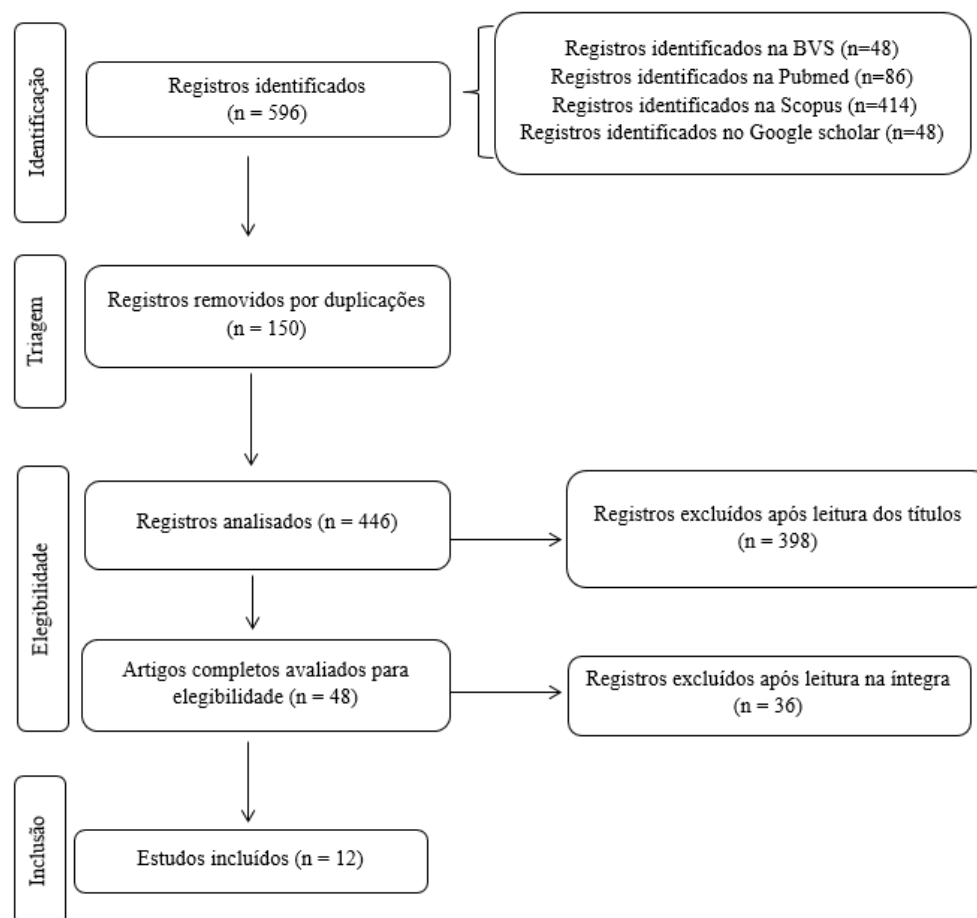 Identificação
Registros identificados
(n = 596)
Registros identificados na BVS (n=48)
Registros identificados na Pubmed (n=86)
Registros identificados na Scopus (n=414)
Registros identificados no Google scholar (n=48)
Triagem
Registros removidos por duplicações
(n = 150)
Elegibilidade
Registros analisados (n = 446)
Registros excluídos após leitura dos títulos
(n = 398)
Artigos completos avaliados para
elegibilidade (n = 48)
Registros excluídos após leitura na íntegra
(n = 36)
Inclusão
Estudos incluídos (n = 12)